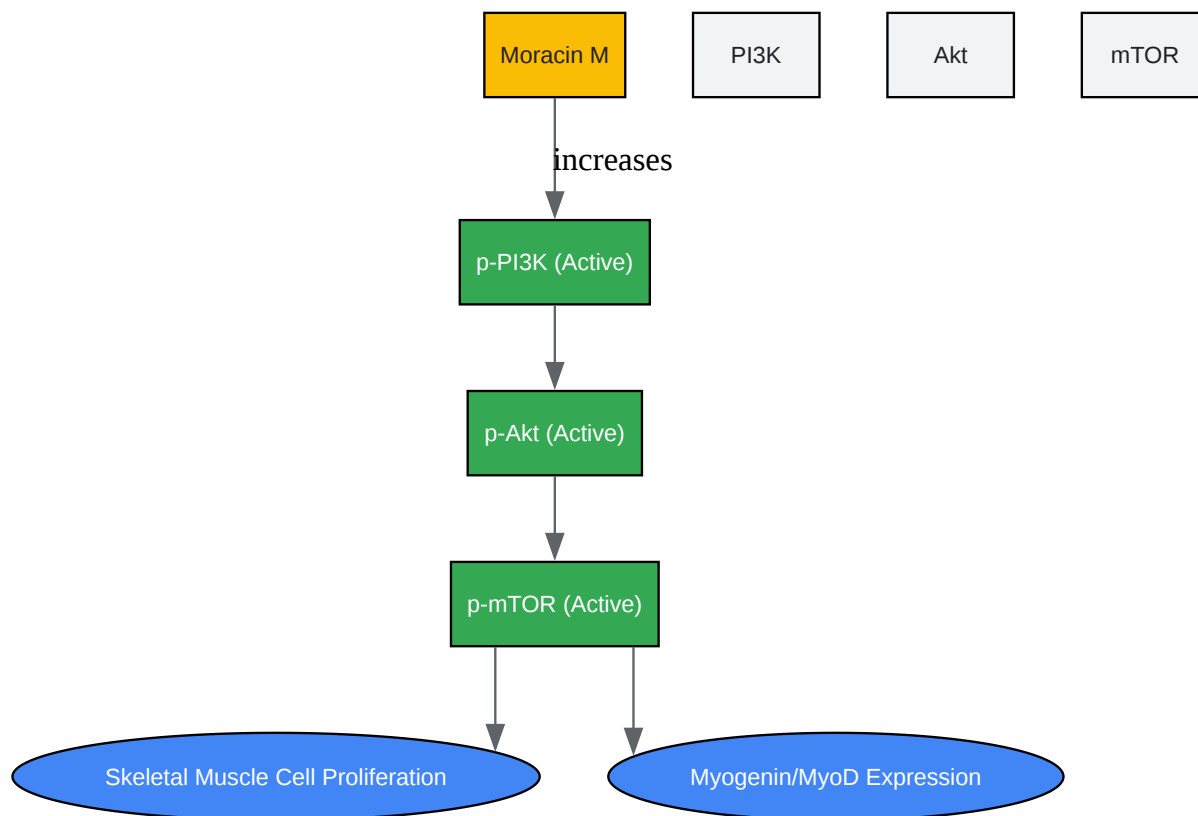 Moracin M
PI3K
Akt
mTOR
increases
p-PI3K (Active)
p-Akt (Active)
p-mTOR (Active)
Skeletal Muscle Cell Proliferation
Myogenin/MyoD Expression